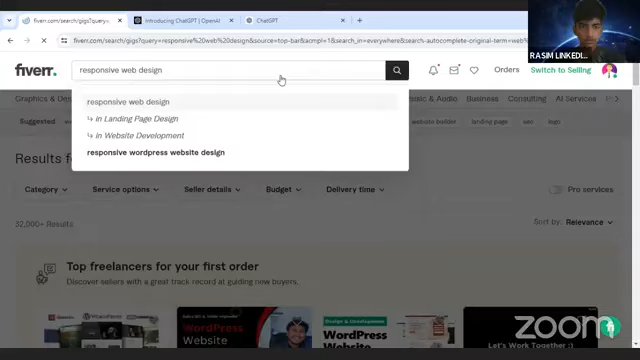 fiverr.com/search/gigs?query=
Introducing ChatGPT | OpenAI
ChatGPT
fiverr.com/search/gigs?query=responsive%20web%20design&source=top-bar&acmpl=1&search_in=everywhere&search-autocomplete-original-term=web%
RASIM LINKEDI...
fiverr.
responsive web design
Orders
Switch to Selling
Graphics & Des
Music & Audio
Business
Consulting
AI Services
responsive web design
in Landing Page Design
in Website Development
responsive wordpress website design
Suggested
website builder
landing page
seo
logo
Results fo
Category
Service options
Seller details
Budget
Delivery time
Pro services
32,000+ Results
Sort by: Relevance
Top freelancers for your first order
Discover sellers with a great track record at guiding new buyers.
WordPress
Website
Design & Development
WordPress
Website
Let's Work Together :)
zoom